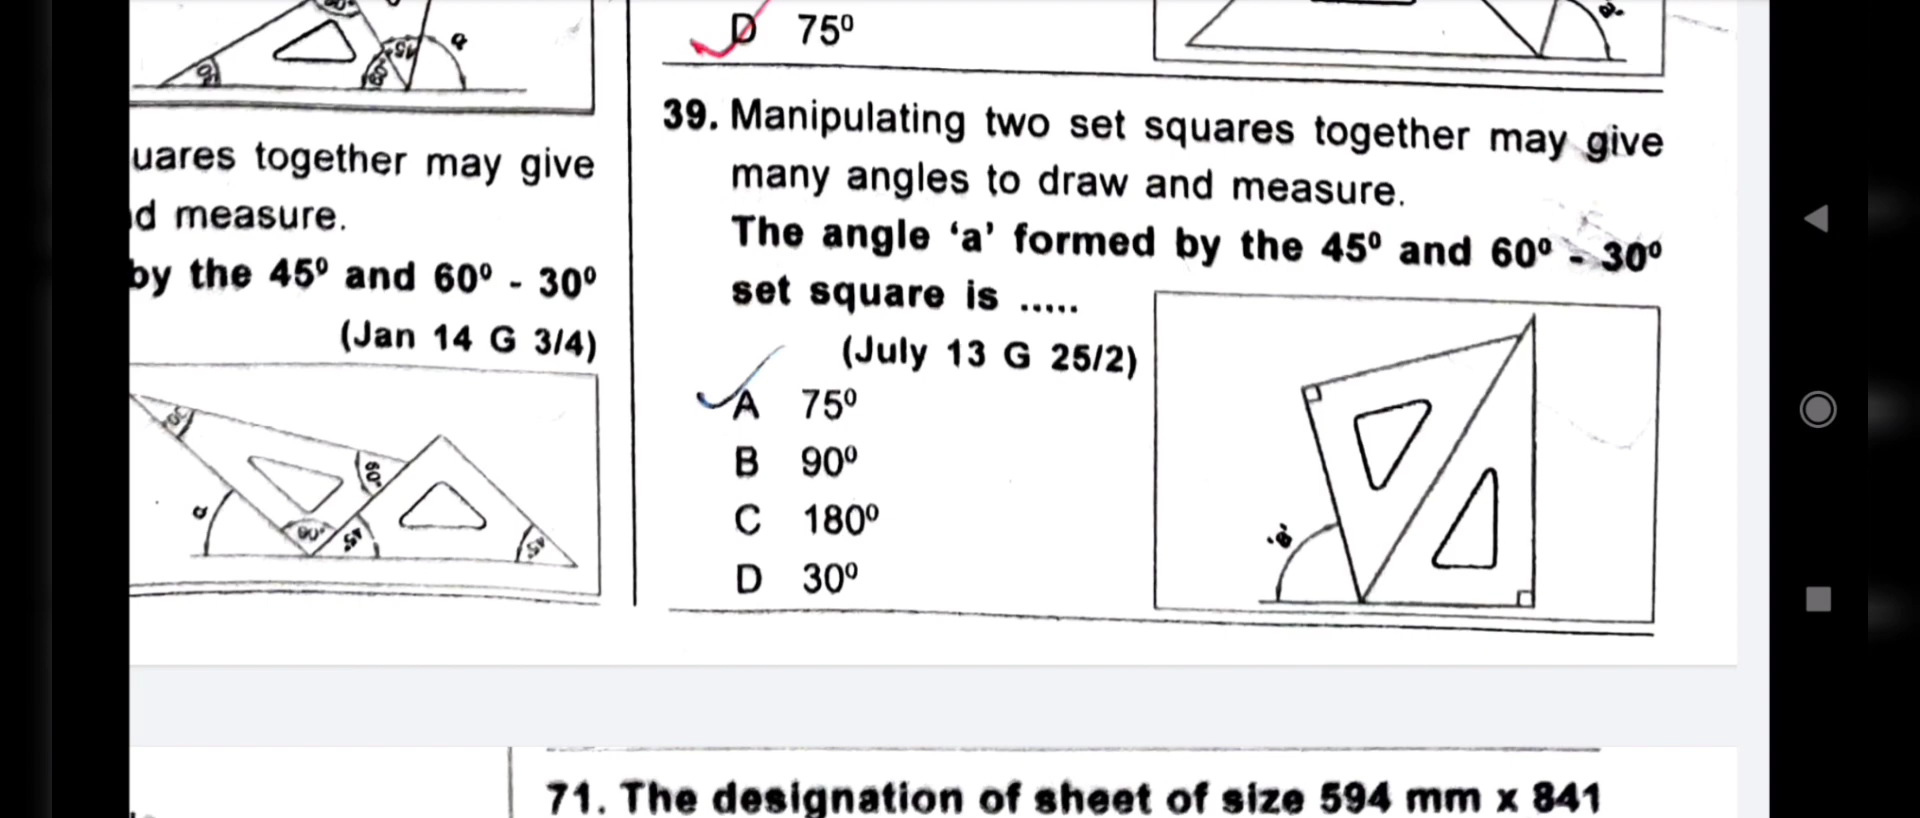 uares together may give
d measure.
by the 45⁰ and 60⁰ - 30⁰
(Jan 14 G 3/4)
30°
60°
a
90°
45°
45°
60°
45°
a
D 75⁰
39. Manipulating two set squares together may give
many angles to draw and measure.
The angle ‘a’ formed by the 45⁰ and 60⁰ - 30⁰
set square is .....
(July 13 G 25/2)
A 75⁰
B 90⁰
C 180⁰
D 30⁰
'a'
71. The designation of sheet of size 594 mm x 841